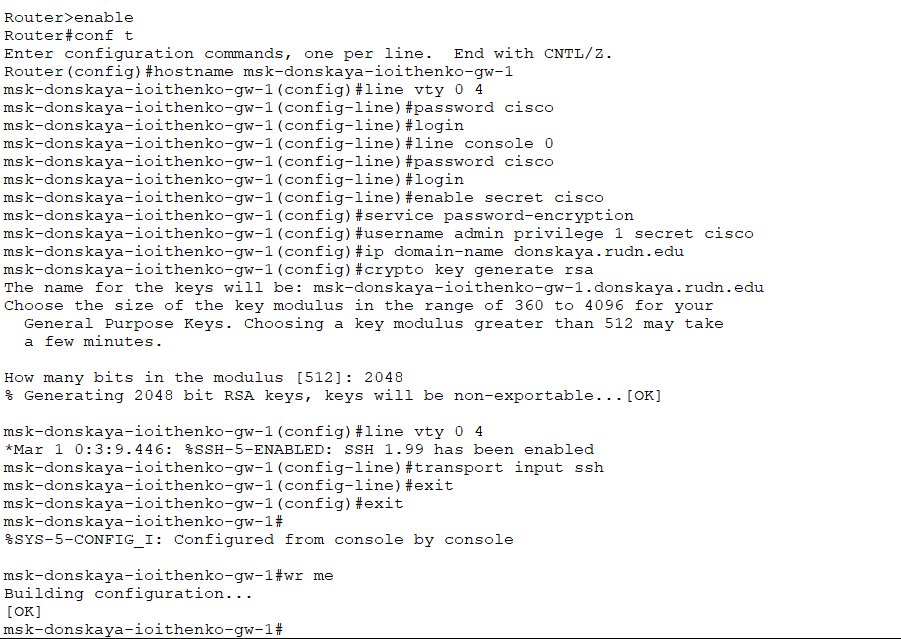 Router>enable
Router#conf t
Enter configuration commands, one per line.  End with CNTL/Z.
Router(config)#hostname msk-donskaya-ioithenko-gw-1
msk-donskaya-ioithenko-gw-1(config)#line vty 0 4
msk-donskaya-ioithenko-gw-1(config-line)#password cisco
msk-donskaya-ioithenko-gw-1(config-line)#login
msk-donskaya-ioithenko-gw-1(config-line)#line console 0
msk-donskaya-ioithenko-gw-1(config-line)#password cisco
msk-donskaya-ioithenko-gw-1(config-line)#login
msk-donskaya-ioithenko-gw-1(config-line)#enable secret cisco
msk-donskaya-ioithenko-gw-1(config)#service password-encryption
msk-donskaya-ioithenko-gw-1(config)#username admin privilege 1 secret cisco
msk-donskaya-ioithenko-gw-1(config)#ip domain-name donskaya.rudn.edu
msk-donskaya-ioithenko-gw-1(config)#crypto key generate rsa
The name for the keys will be: msk-donskaya-ioithenko-gw-1.donskaya.rudn.edu
Choose the size of the key modulus in the range of 360 to 4096 for your
  General Purpose Keys. Choosing a key modulus greater than 512 may take
  a few minutes.

How many bits in the modulus [512]: 2048
% Generating 2048 bit RSA keys, keys will be non-exportable...[OK]

msk-donskaya-ioithenko-gw-1(config)#line vty 0 4
*Mar 1 0:3:9.446: %SSH-5-ENABLED: SSH 1.99 has been enabled
msk-donskaya-ioithenko-gw-1(config-line)#transport input ssh
msk-donskaya-ioithenko-gw-1(config-line)#exit
msk-donskaya-ioithenko-gw-1(config)#exit
msk-donskaya-ioithenko-gw-1#
%SYS-5-CONFIG_I: Configured from console by console

msk-donskaya-ioithenko-gw-1#wr me
Building configuration...
[OK]
msk-donskaya-ioithenko-gw-1#